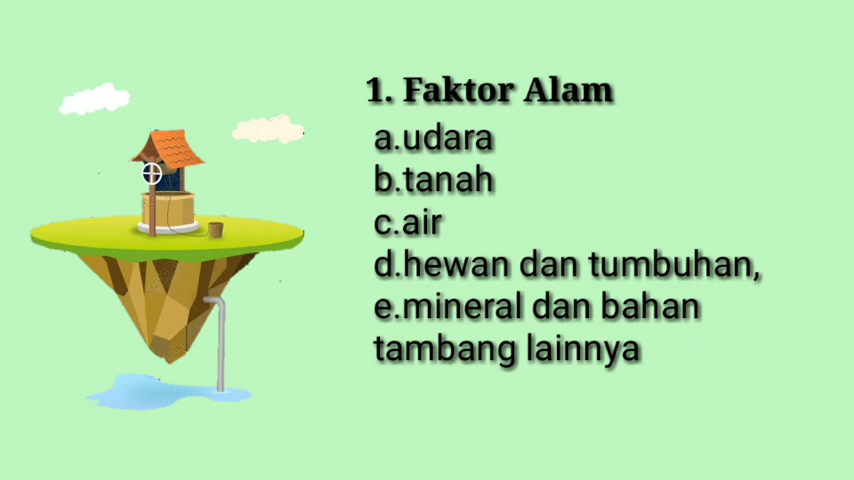 1. Faktor Alam
a.udara
b.tanah
c.air
d.hewan dan tumbuhan,
e.mineral dan bahan
tambang lainnya